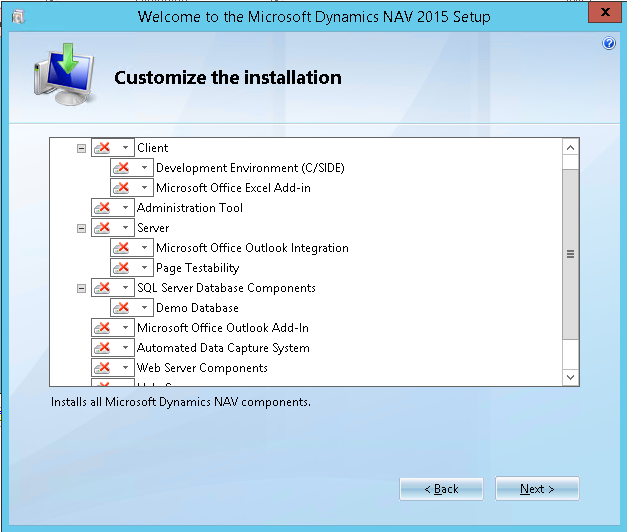 Welcome to the Microsoft Dynamics NAV 2015 Setup
x
?
Customize the installation
Client
Development Environment (C/SIDE)
Microsoft Office Excel Add-in
Administration Tool
Server
Microsoft Office Outlook Integration
Page Testability
SQL Server Database Components
Demo Database
Microsoft Office Outlook Add-In
Automated Data Capture System
Web Server Components
Installs all Microsoft Dynamics NAV components.
< Back
Next >